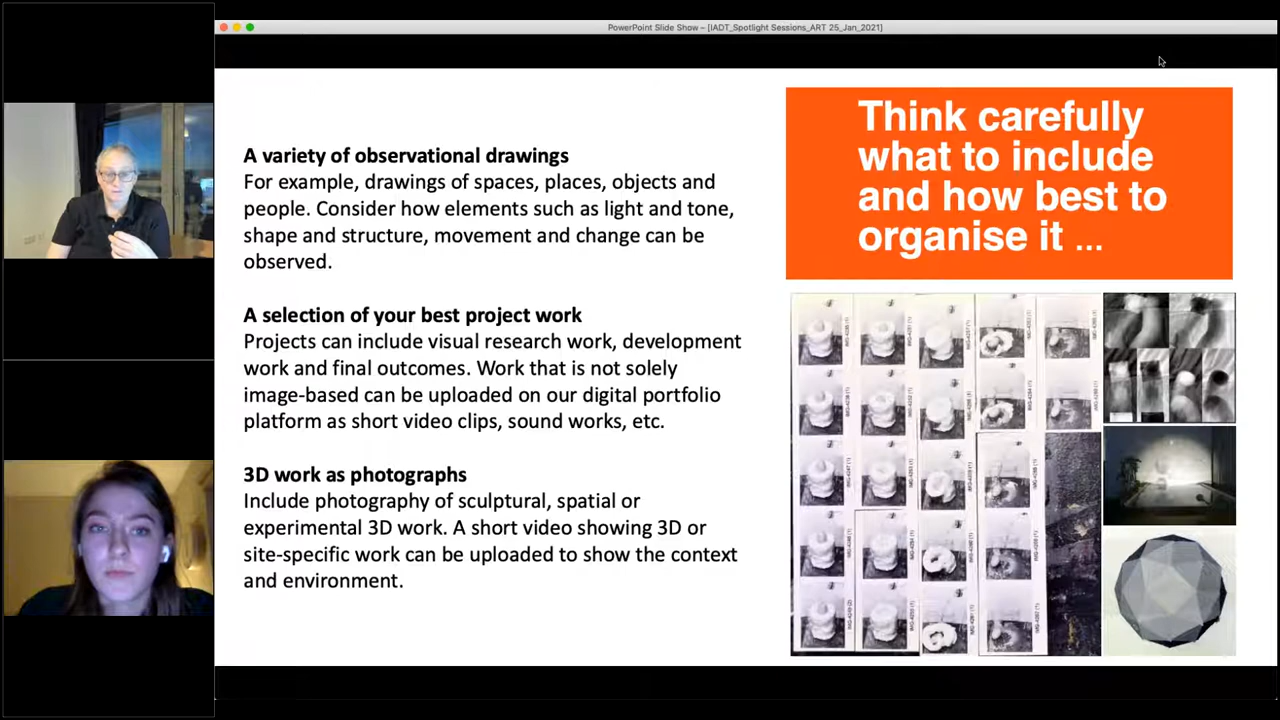 PowerPoint Slide Show – [IADT_Spotlight Sessions_ART 25_Jan_2021]
A variety of observational drawings
For example, drawings of spaces, places, objects and
people. Consider how elements such as light and tone,
shape and structure, movement and change can be
observed.
A selection of your best project work
Projects can include visual research work, development
work and final outcomes. Work that is not solely
image-based can be uploaded on our digital portfolio
platform as short video clips, sound works, etc.
3D work as photographs
Include photography of sculptural, spatial or
experimental 3D work. A short video showing 3D or
site-specific work can be uploaded to show the context
and environment.
Think carefully
what to include
and how best to
organise it ...